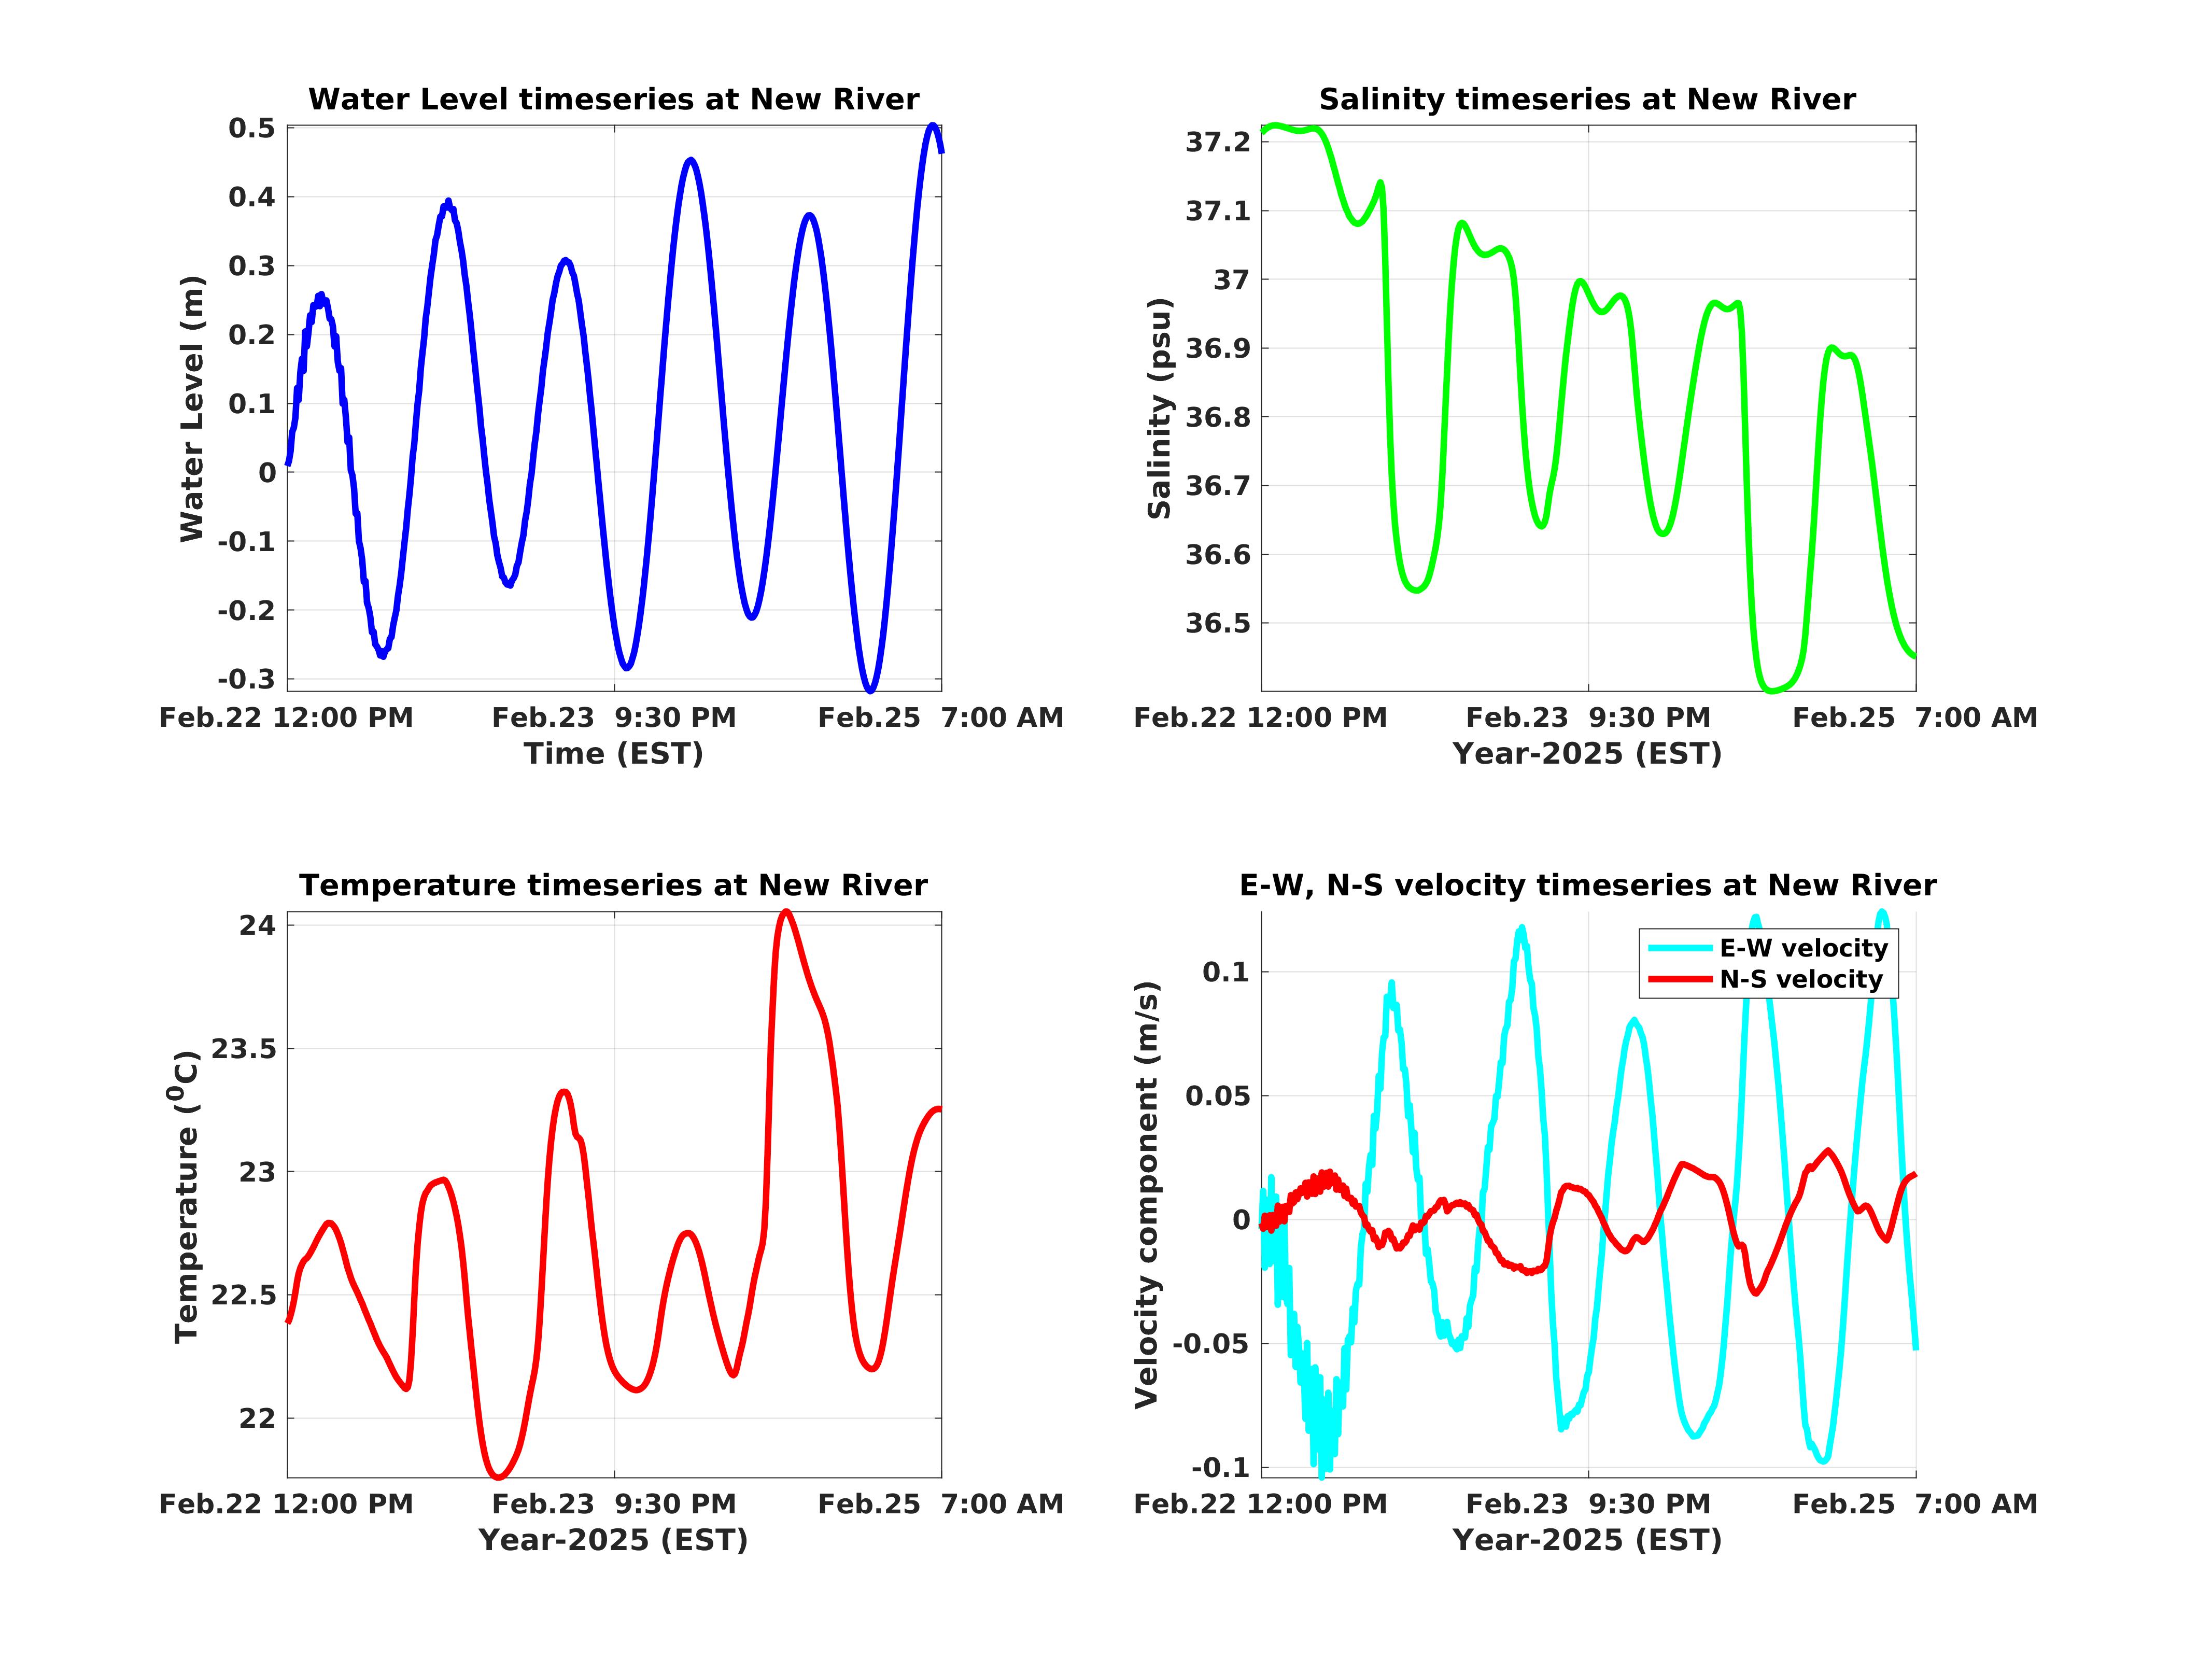 Water Level timeseries at New River
0.5
0.4
0.3
0.2
0.1
0
-0.1
-0.2
-0.3
Water Level (m)
Feb.22 12:00 PM
Feb.23 9:30 PM
Feb.25 7:00 AM
Time (EST)
Salinity timeseries at New River
37.2
37.1
37
36.9
36.8
36.7
36.6
36.5
Salinity (psu)
Feb.22 12:00 PM
Feb.23 9:30 PM
Feb.25 7:00 AM
Year-2025 (EST)
Temperature timeseries at New River
24
23.5
23
22.5
22
Temperature (⁰C)
Feb.22 12:00 PM
Feb.23 9:30 PM
Feb.25 7:00 AM
Year-2025 (EST)
E-W, N-S velocity timeseries at New River
E-W velocity
N-S velocity
0.1
0.05
0
-0.05
-0.1
Velocity component (m/s)
Feb.22 12:00 PM
Feb.23 9:30 PM
Feb.25 7:00 AM
Year-2025 (EST)